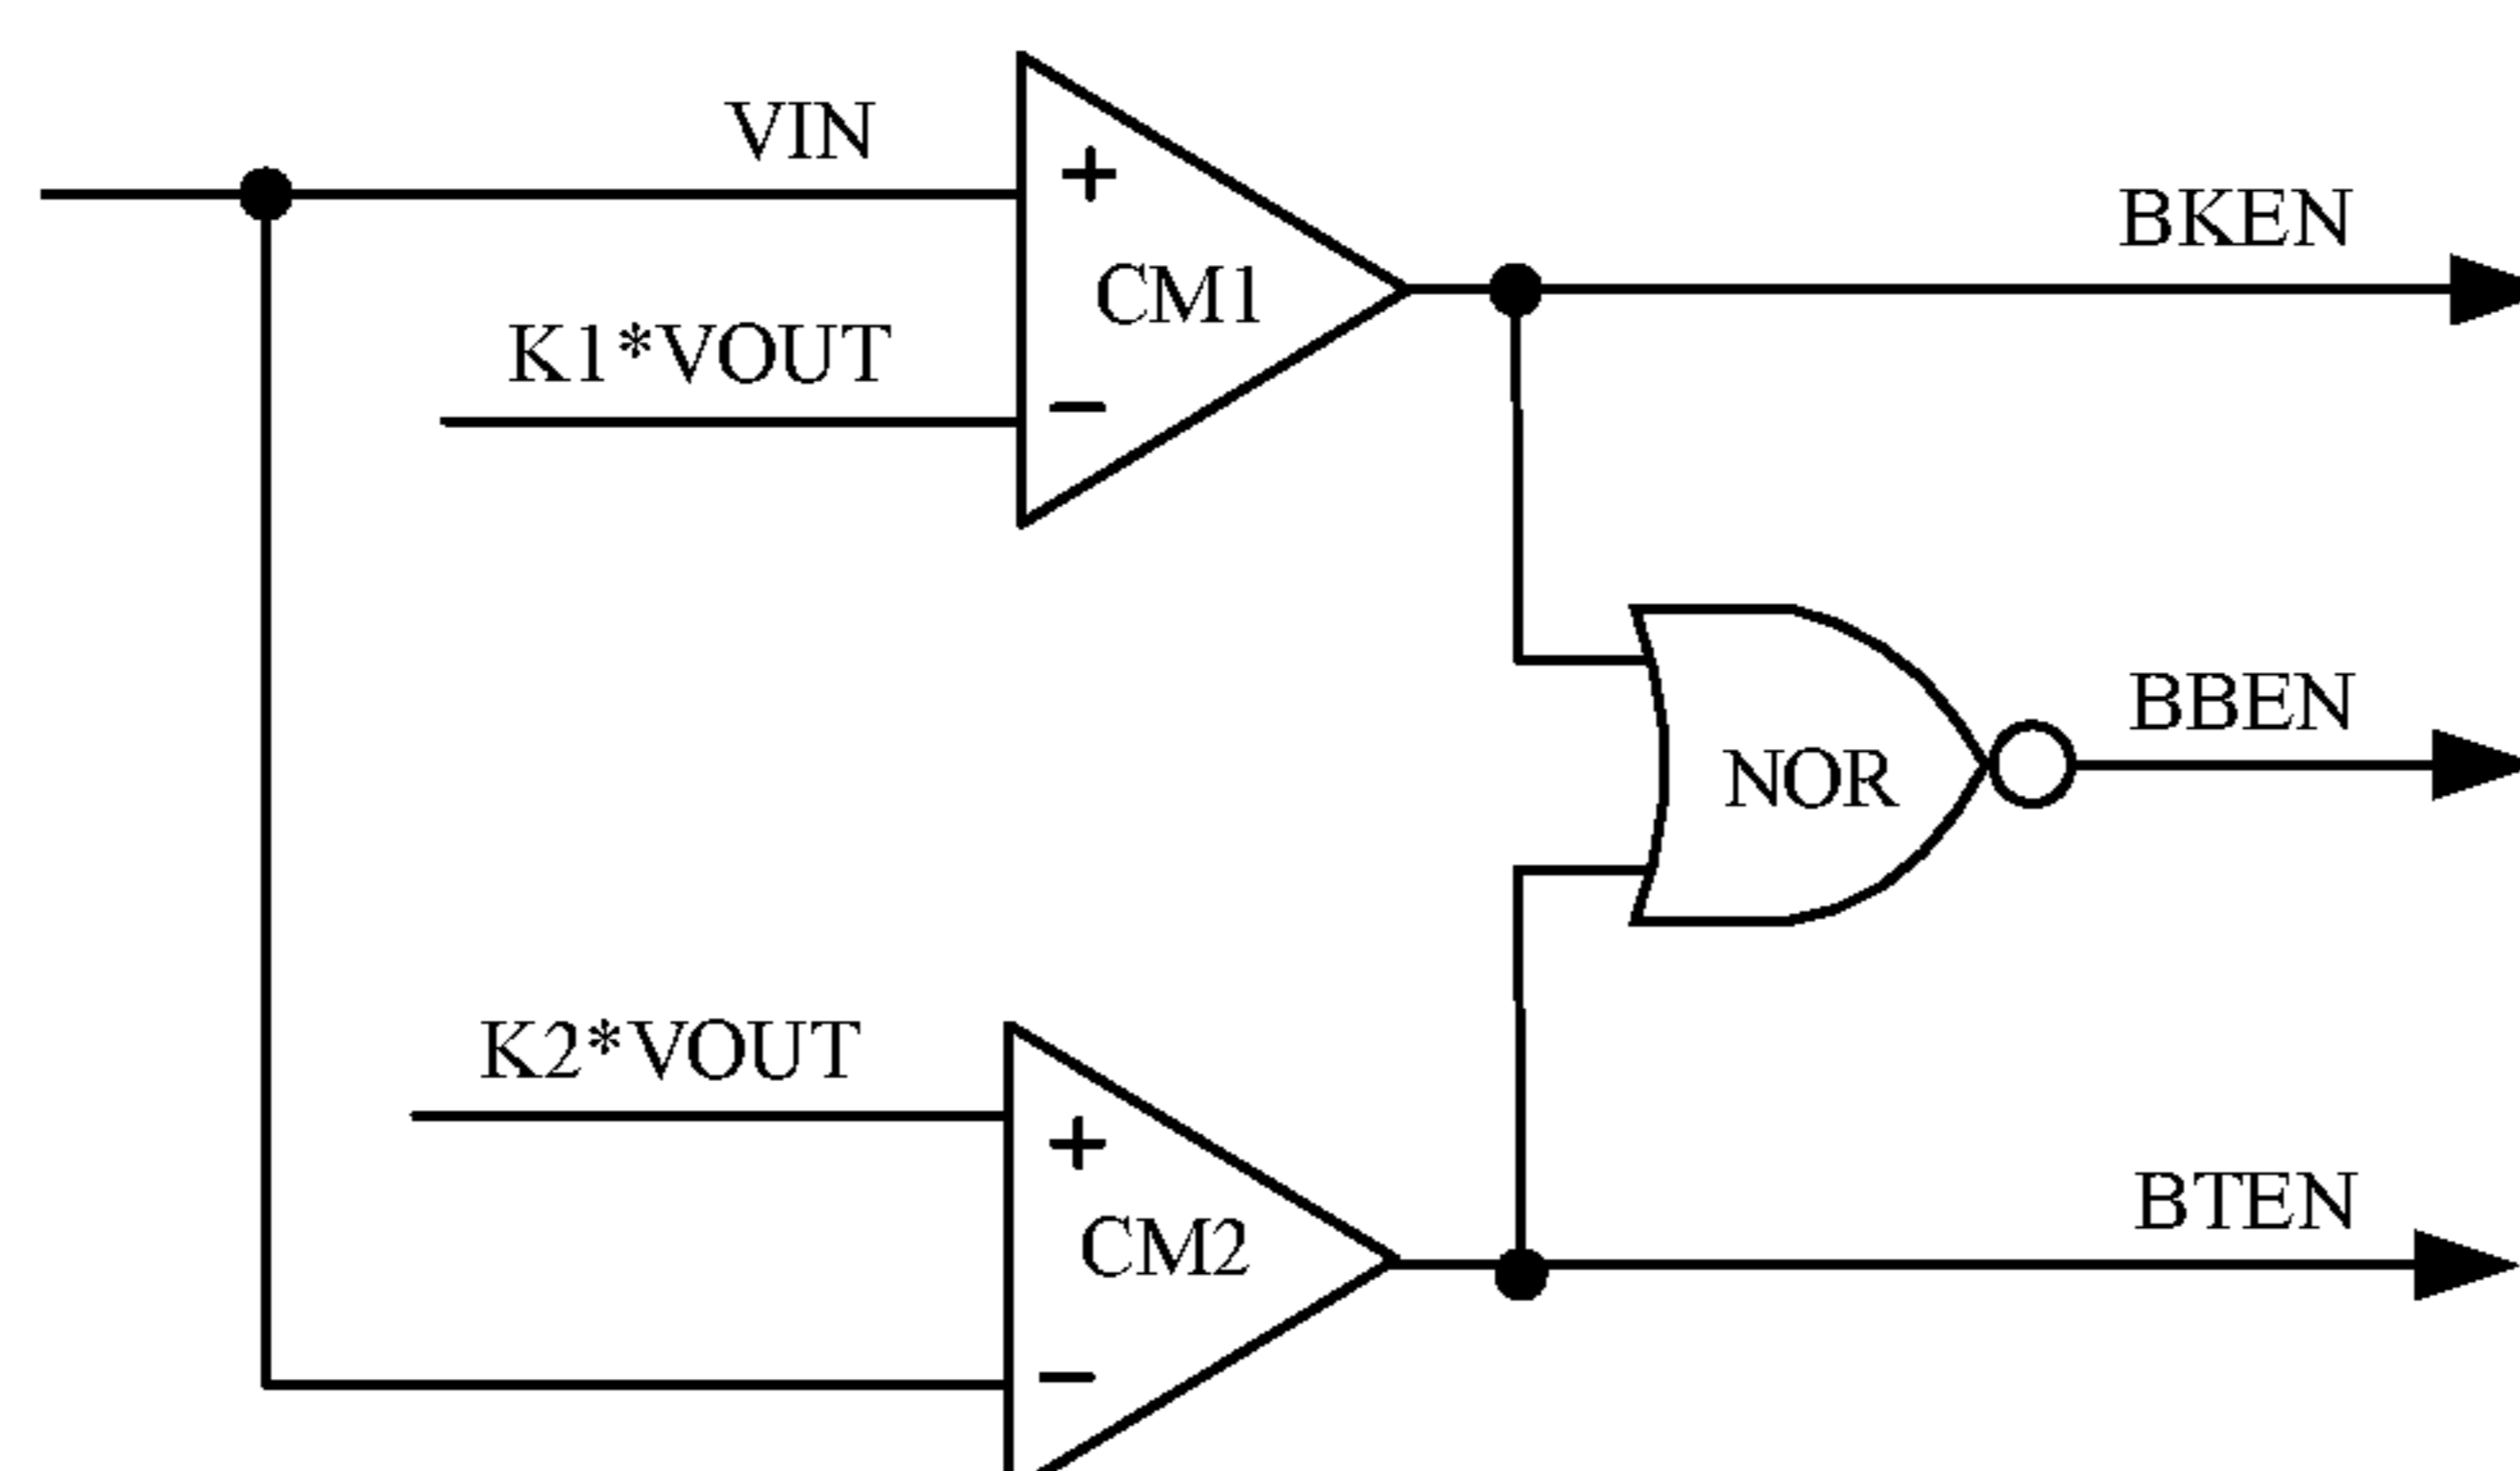 VIN
+
CM1
BKEN
K1*VOUT
−
NOR
BBEN
K2*VOUT
+
CM2
BTEN
−